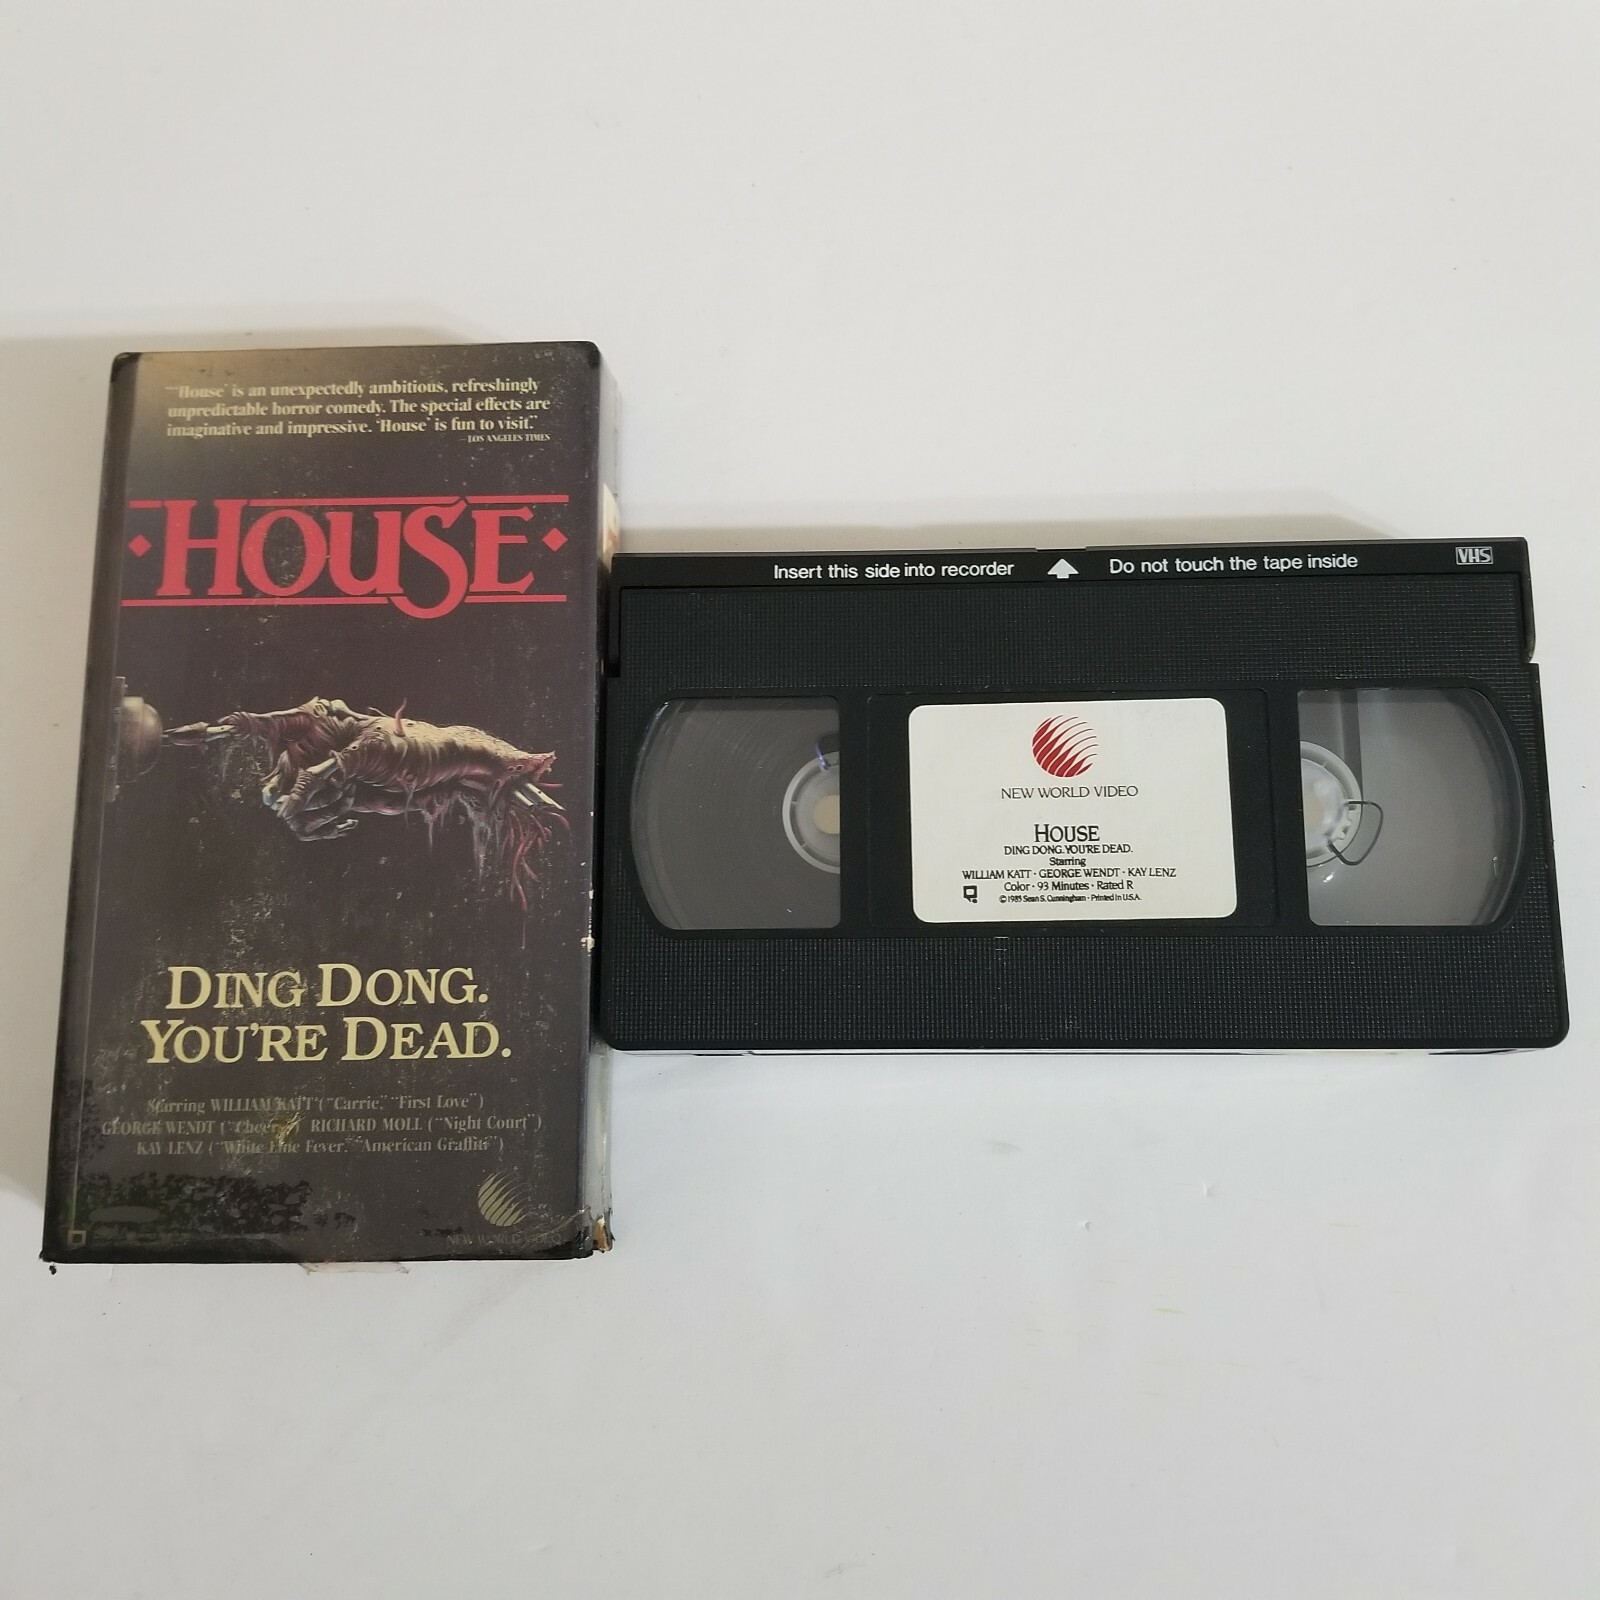 "'House' is an unexpectedly ambitious, refreshingly
unpredictable horror comedy. The special effects are
imaginative and impressive. 'House' is fun to visit."
—LOS ANGELES TIMES
HOUSE
DING DONG.
YOU'RE DEAD.
Starring WILLIAM KATT ("Carrie," "First Love")
GEORGE WENDT ("Cheers") RICHARD MOLL ("Night Court")
KAY LENZ ("White Line Fever," "American Graffiti")
NEW WORLD VIDEO
Insert this side into recorder
Do not touch the tape inside
VHS
NEW WORLD VIDEO
HOUSE
DING DONG. YOU'RE DEAD.
Starring
WILLIAM KATT · GEORGE WENDT · KAY LENZ
Color · 93 Minutes · Rated R
© 1985 Sean S. Cunningham · Printed in U.S.A.